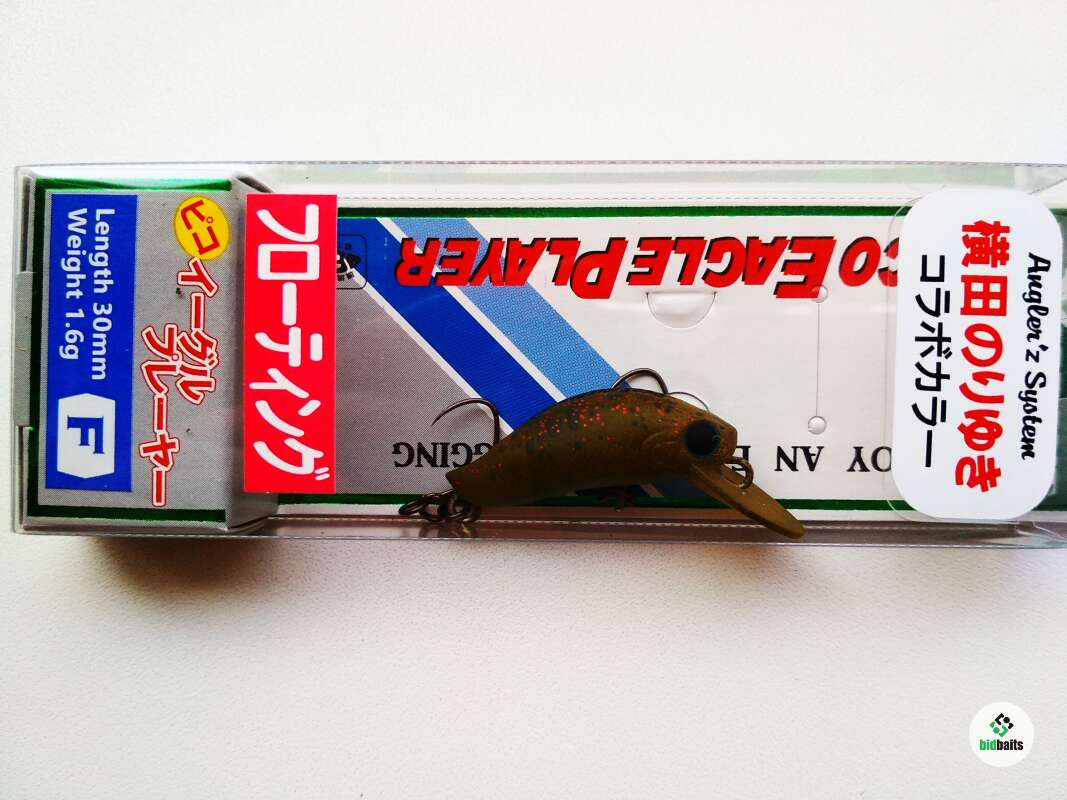 Length 30mm
Weight 1.6g
F
ピコ
イーグル
プレーヤー
フローティング
CO EAGLE PLAYER
OY AN
GGING
Angler'z System
横田のりゆき
コラボカラー
bidbaits